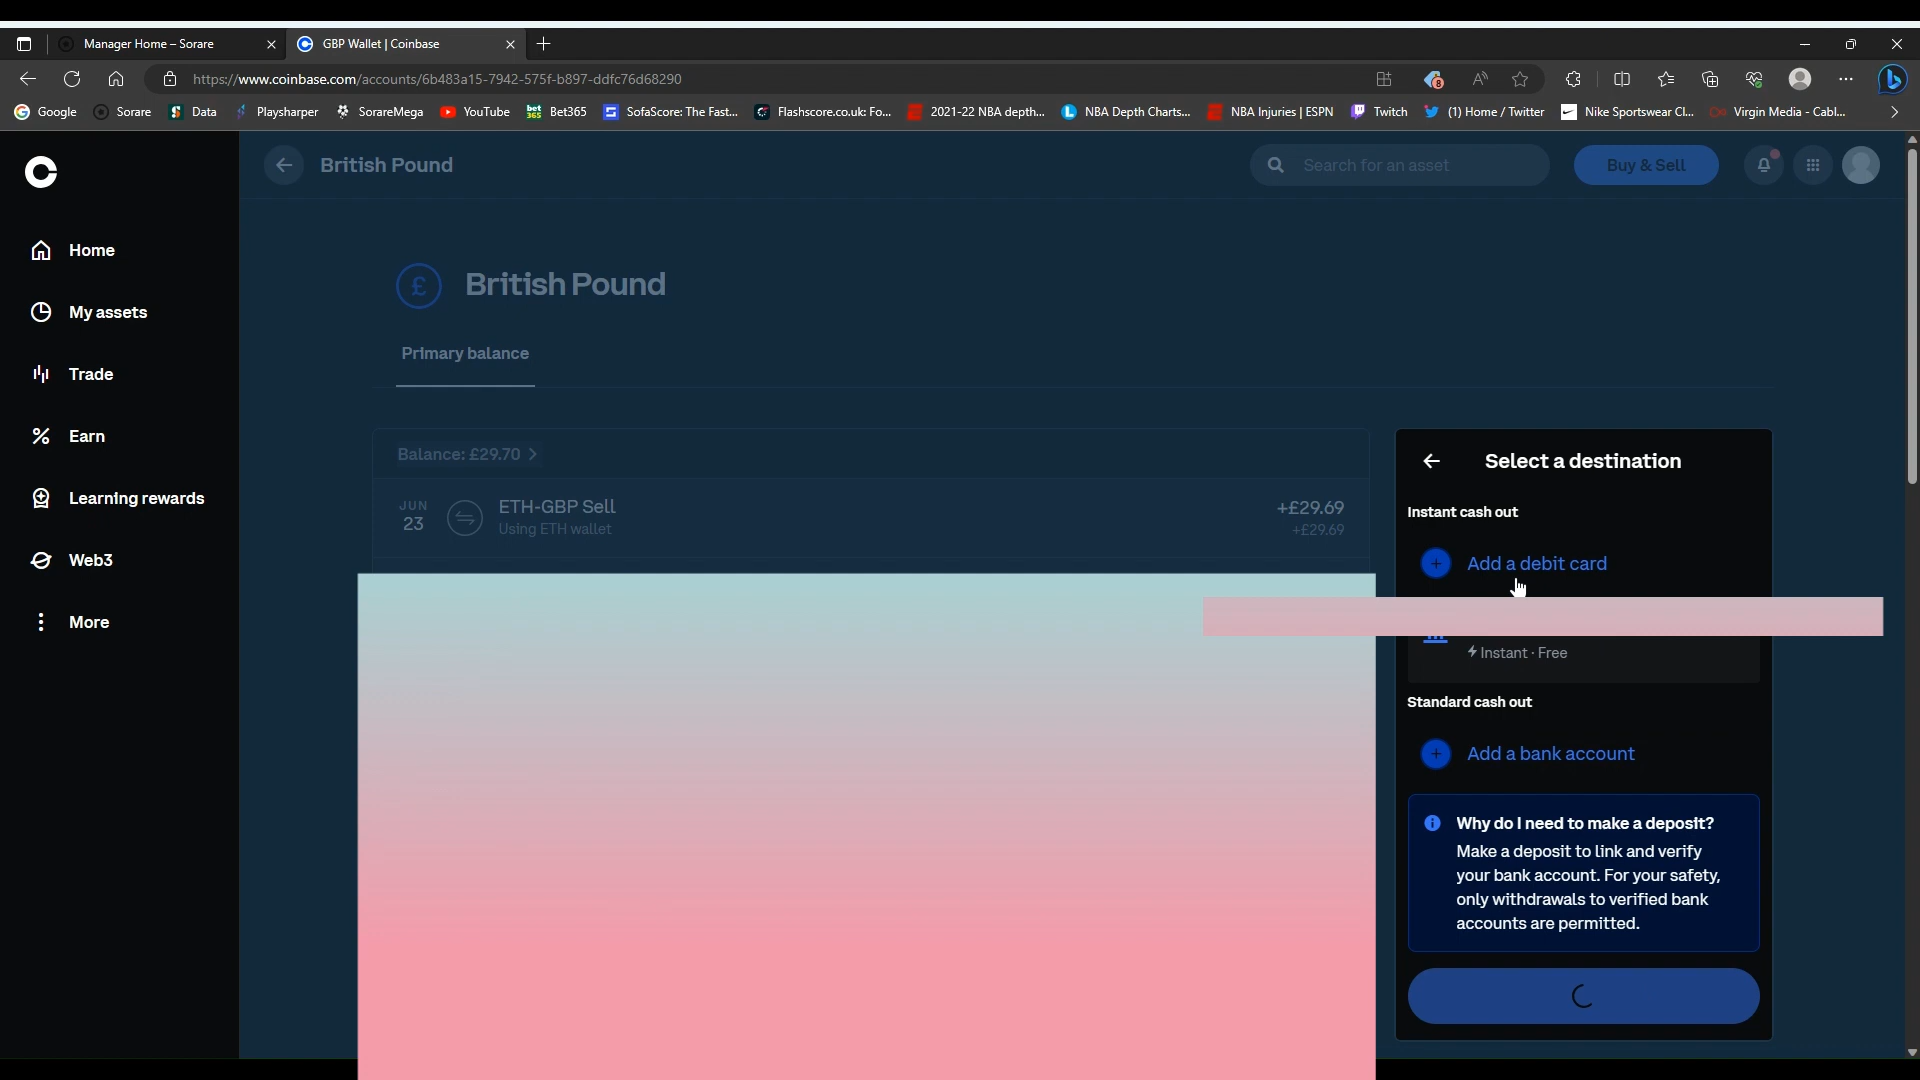 Manager Home – Sorare
GBP Wallet | Coinbase
https://www.coinbase.com/accounts/6b483a15-7942-575f-b897-ddfc76d68290
8
Google
Sorare
Data
Playsharper
SorareMega
YouTube
bet365
Bet365
SofaScore: The Fast...
Flashscore.co.uk: Fo...
2021-22 NBA depth...
NBA Depth Charts...
NBA Injuries | ESPN
Twitch
(1) Home / Twitter
Nike Sportswear Cl...
Virgin Media - Cabl...
British Pound
Search for an asset
Buy & Sell
Home
My assets
Trade
Earn
Learning rewards
Web3
More
£
British Pound
Primary balance
Balance: £29.70 >
JUN
23
ETH-GBP Sell
Using ETH wallet
+£29.69
+£29.69
Select a destination
Instant cash out
Add a debit card
Instant · Free
Standard cash out
Add a bank account
Why do I need to make a deposit?
Make a deposit to link and verify
your bank account. For your safety,
only withdrawals to verified bank
accounts are permitted.